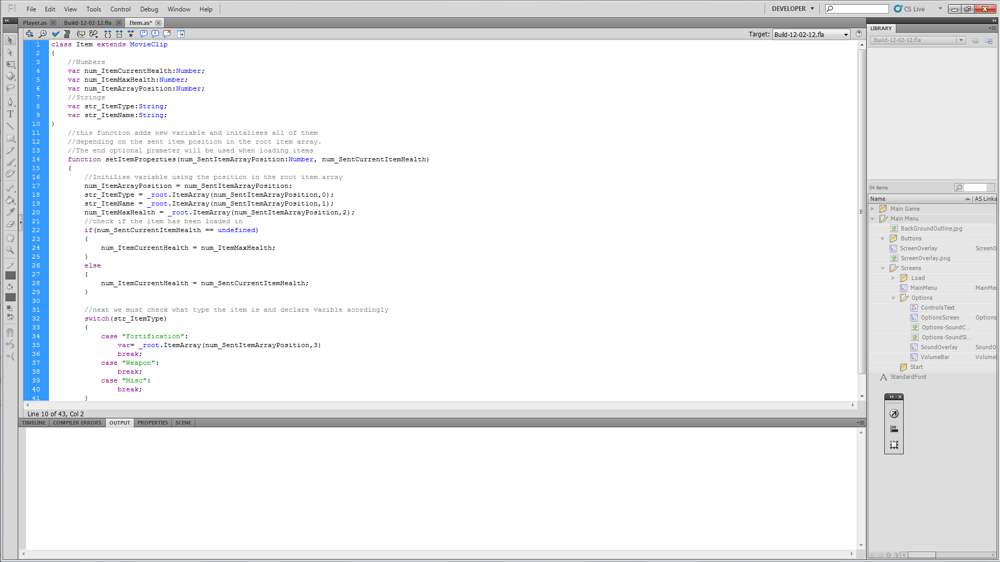 Fl File Edit View Tools Control Debug Window Help DEVELOPER CS Live
Player.as Build-12-02-12.fla Item.as*
Target: Build-12-02-12.fla
1 class Item extends MovieClip
2 {
3 //Numbers
4 var num_ItemCurrentHealth:Number;
5 var num_ItemMaxHealth:Number;
6 var num_ItemArrayPosition:Number;
7 //Strings
8 var str_ItemType:String;
9 var str_ItemName:String;
10 }
11 //this function adds new variable and initalises all of them
12 //depending on the sent item position in the root item array.
13 //The end optional prameter will be used when loading items
14 function setItemProperties(num_SentItemArrayPosition:Number, num_SentCurrentItemHealth)
15 {
16 //Initilise variable using the position in the root item array
17 num_ItemArrayPosition = num_SentItemArrayPosition;
18 str_ItemType = _root.ItemArray(num_SentItemArrayPosition,0);
19 str_ItemName = _root.ItemArray(num_SentItemArrayPosition,1);
20 num_ItemMaxHealth = _root.ItemArray(num_SentItemArrayPosition,2);
21 //check if the item has been loaded in
22 if(num_SentCurrentItemHealth == undefined)
23 {
24 num_ItemCurrentHealth = num_ItemMaxHealth;
25 }
26 else
27 {
28 num_ItemCurrentHealth = num_SentCurrentItemHealth;
29 }
30
31 //next we must check what type the item is and declare varible acordingly
32 switch(str_ItemType)
33 {
34 case "Fortification":
35 var= _root.ItemArray(num_SentItemArrayPosition,3)
36 break;
37 case "Weapon":
38 break;
39 case "Misc":
40 break;
41 }
Line 10 of 43, Col 2
TIMELINE COMPILER ERRORS OUTPUT PROPERTIES SCENE
LIBRARY
Build-12-02-12.fla
54 items
Name AS Linka
Main Game
Main Menu
BackGroundOutline.jpg
Buttons
ScreenOverlay ScreenO
ScreenOverlay.png
Screens
Load
MainMenu MainMe
Options
ControlsText
OptionsScreen Options
Options-SoundC...
Options-SoundSl...
SoundOverlay SoundO
VolumeBar Volume
Start
StandardFont